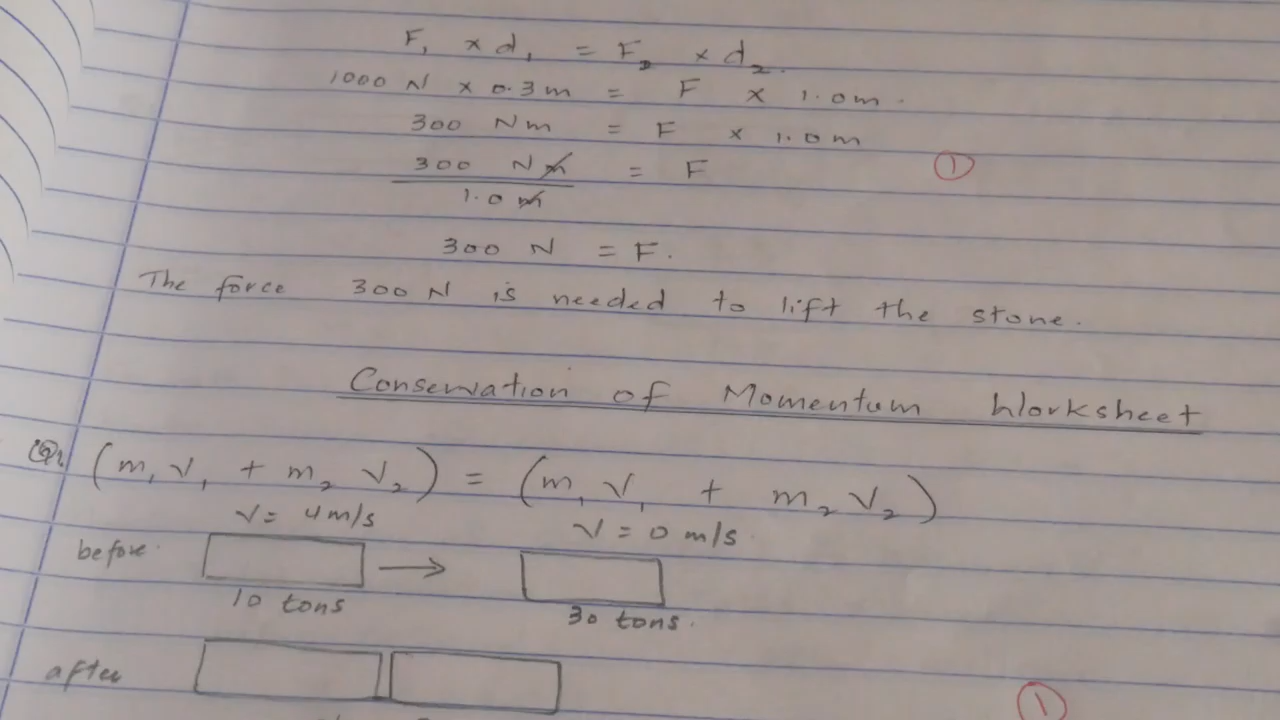 F₁ × d₁ = F₂ × d₂.
1000 N × 0.3 m = F × 1.0 m.
300 Nm = F × 1.0 m
300 Nm = F ①
1.0 m
300 N = F.
The force 300 N is needed to lift the stone.
Conservation of Momentum Worksheet
Q1 (m₁ v₁ + m₂ v₂) = (m₁ v₁ + m₂ v₂)
v = 4 m/s v = 0 m/s
before. →
10 tons 30 tons.
after
①